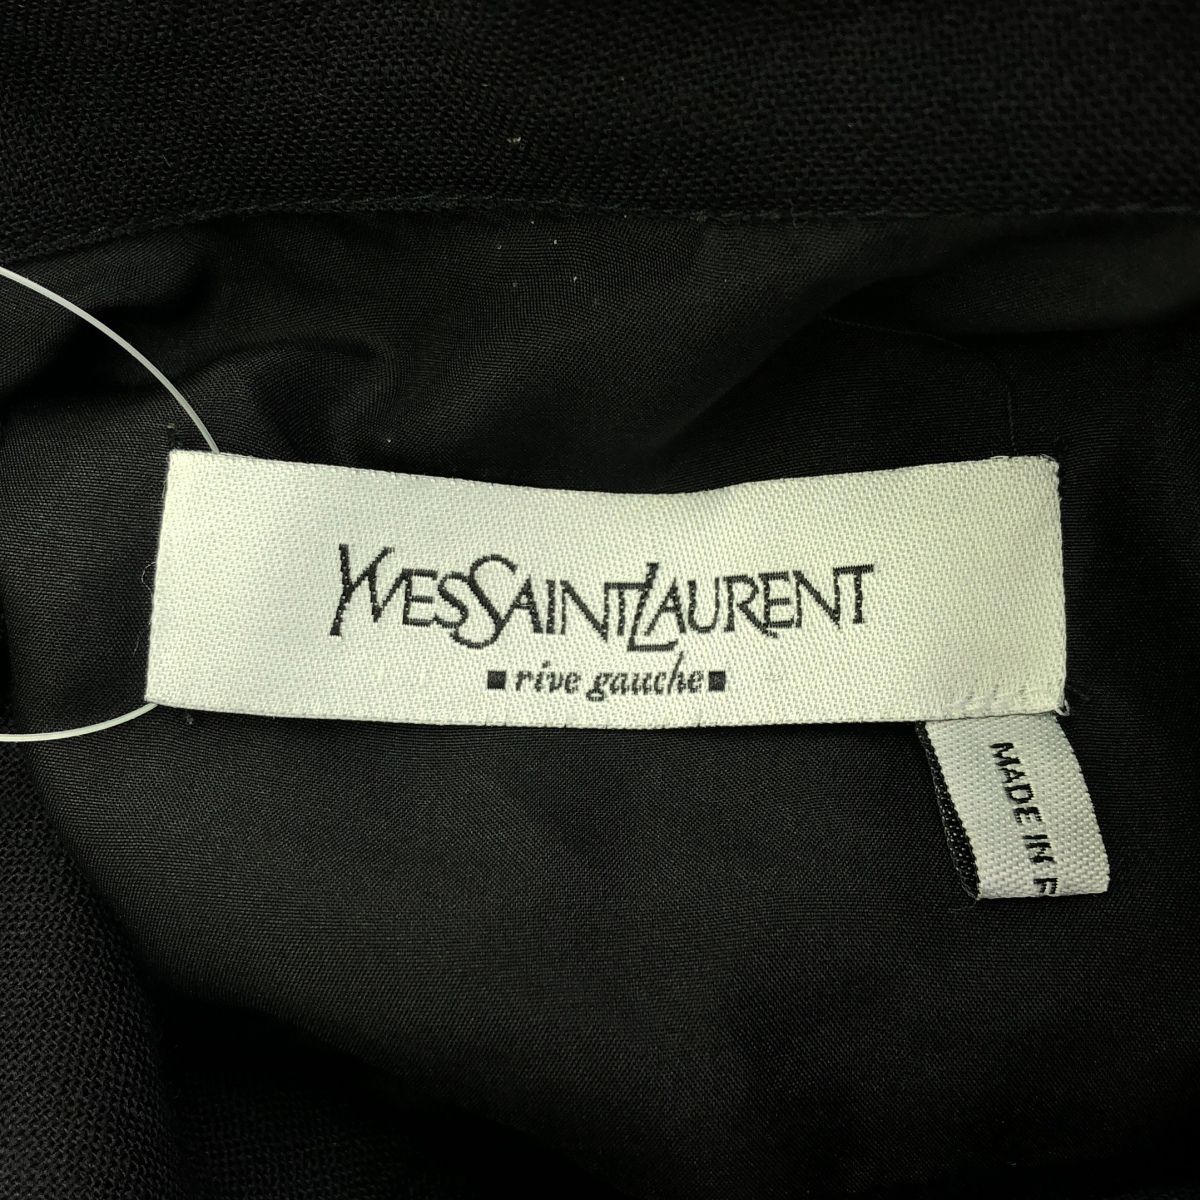 YVESSAINTLAURENT
▪rive gauche▪
MADE IN F